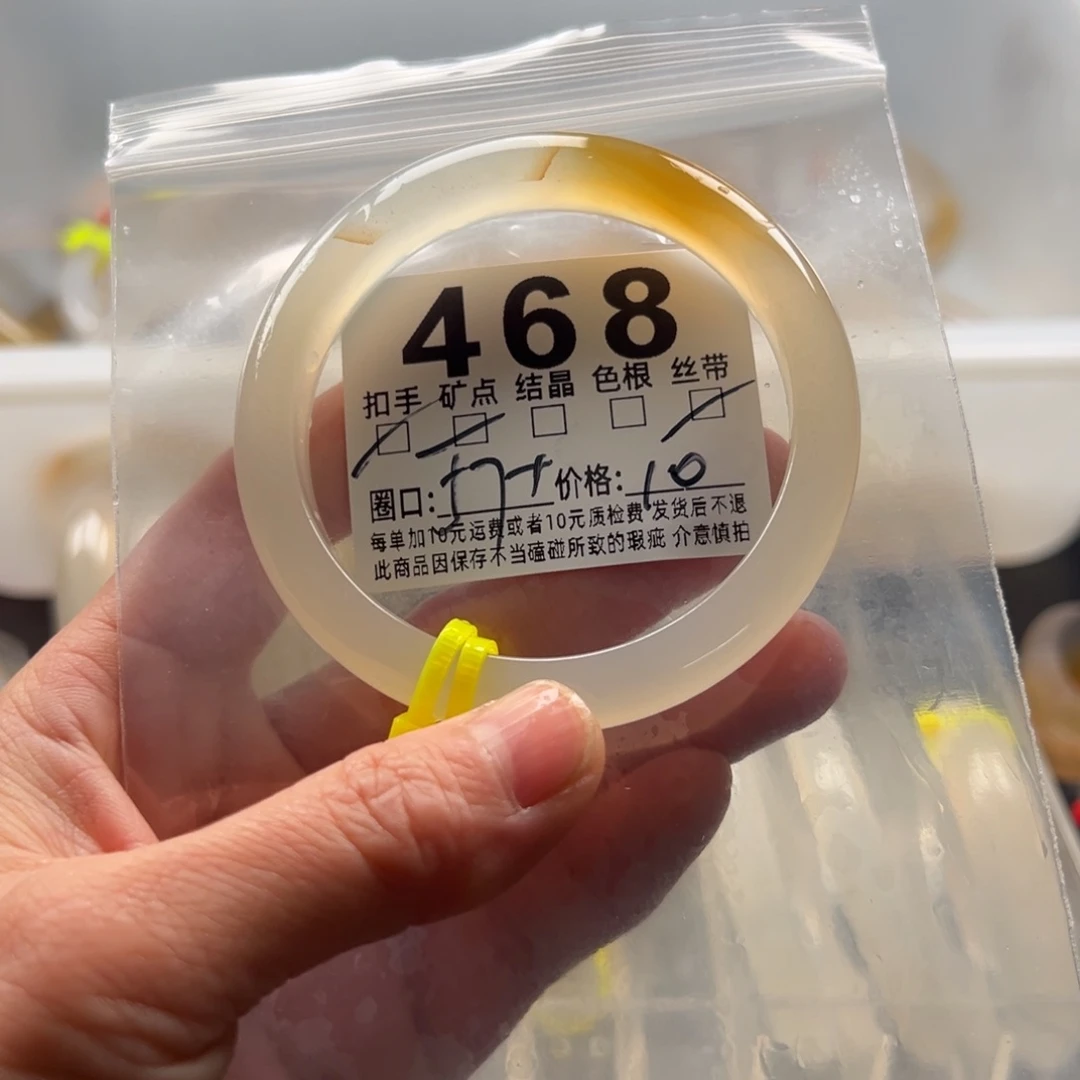 468
扣手 矿点 结晶 色根 丝带
圈口: 57+ 价格: 10
每单加10元运费或者10元质检费 发货后不退
此商品因保存不当磕碰所致的瑕疵 介意慎拍